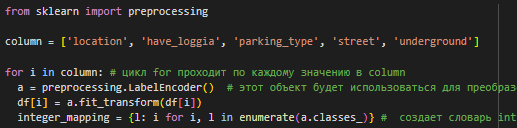 from sklearn import preprocessing
column = ['location', 'have_loggia', 'parking_type', 'street', 'underground']
for i in column: # цикл for проходит по каждому значению в column
a = preprocessing.LabelEncoder() # этот объект будет использоваться для преобраз
df[i] = a.fit_transform(df[i])
integer_mapping = {l: i for i, l in enumerate(a.classes_)} # создает словарь int